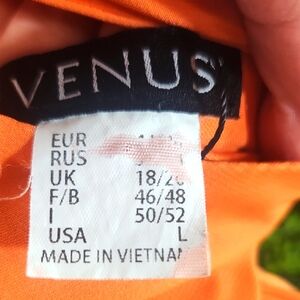 VENUS
EUR
RUS
UK 18/20
F/B 46/48
I 50/52
USA L
MADE IN VIETNAM